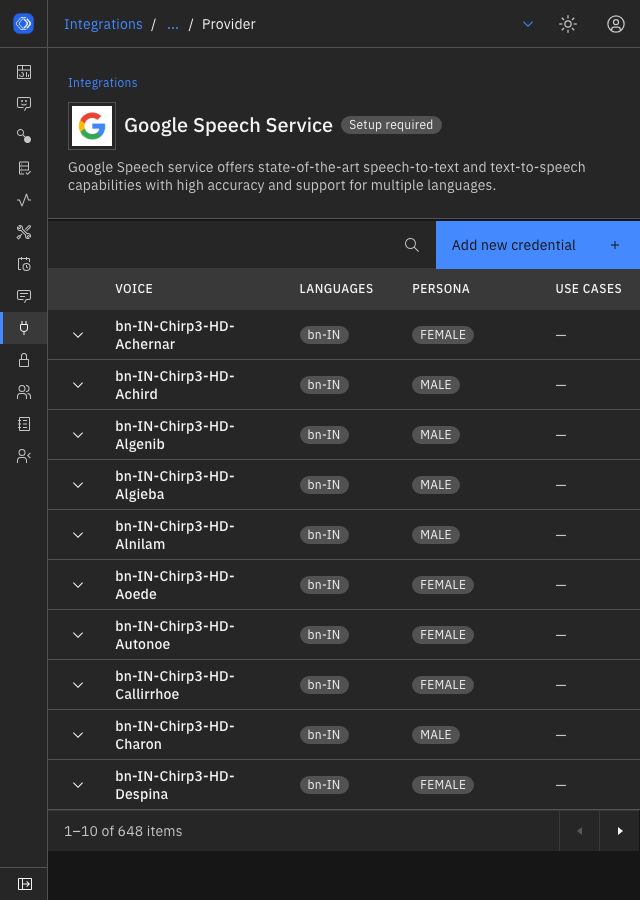 Integrations / ... / Provider
Integrations
Google Speech Service Setup required
Google Speech service offers state-of-the-art speech-to-text and text-to-speech
capabilities with high accuracy and support for multiple languages.
Add new credential +
VOICE LANGUAGES PERSONA USE CASES
bn-IN-Chirp3-HD-
Achernar
bn-IN FEMALE —
bn-IN-Chirp3-HD-
Achird
bn-IN MALE —
bn-IN-Chirp3-HD-
Algenib
bn-IN MALE —
bn-IN-Chirp3-HD-
Algieba
bn-IN MALE —
bn-IN-Chirp3-HD-
Alnilam
bn-IN MALE —
bn-IN-Chirp3-HD-
Aoede
bn-IN FEMALE —
bn-IN-Chirp3-HD-
Autonoe
bn-IN FEMALE —
bn-IN-Chirp3-HD-
Callirrhoe
bn-IN FEMALE —
bn-IN-Chirp3-HD-
Charon
bn-IN MALE —
bn-IN-Chirp3-HD-
Despina
bn-IN FEMALE —
1–10 of 648 items